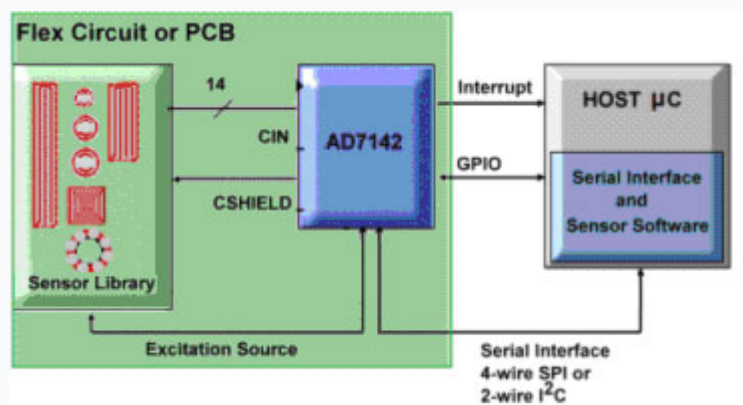 Flex Circuit or PCB
14
CIN
CSHIELD
AD7142
Sensor Library
Excitation Source
Interrupt
GPIO
HOST µC
Serial Interface
and
Sensor Software
Serial Interface
4-wire SPI or
2-wire I²C